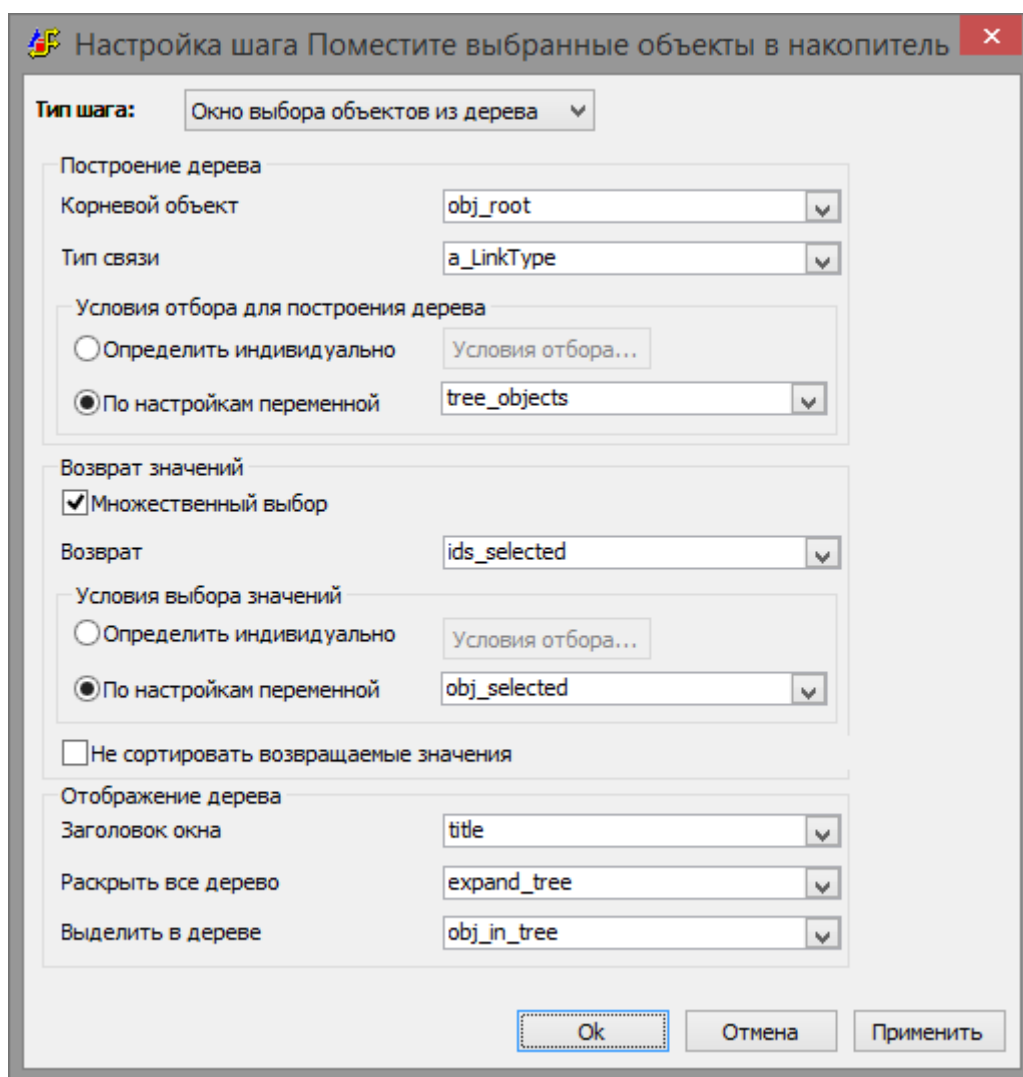 Настройка шага Поместите выбранные объекты в накопитель
Тип шага: Окно выбора объектов из дерева
Построение дерева
Корневой объект obj_root
Тип связи a_LinkType
Условия отбора для построения дерева
Определить индивидуально Условия отбора...
По настройкам переменной tree_objects
Возврат значений
Множественный выбор
Возврат ids_selected
Условия выбора значений
Определить индивидуально Условия отбора...
По настройкам переменной obj_selected
Не сортировать возвращаемые значения
Отображение дерева
Заголовок окна title
Раскрыть все дерево expand_tree
Выделить в дереве obj_in_tree
Ok Отмена Применить